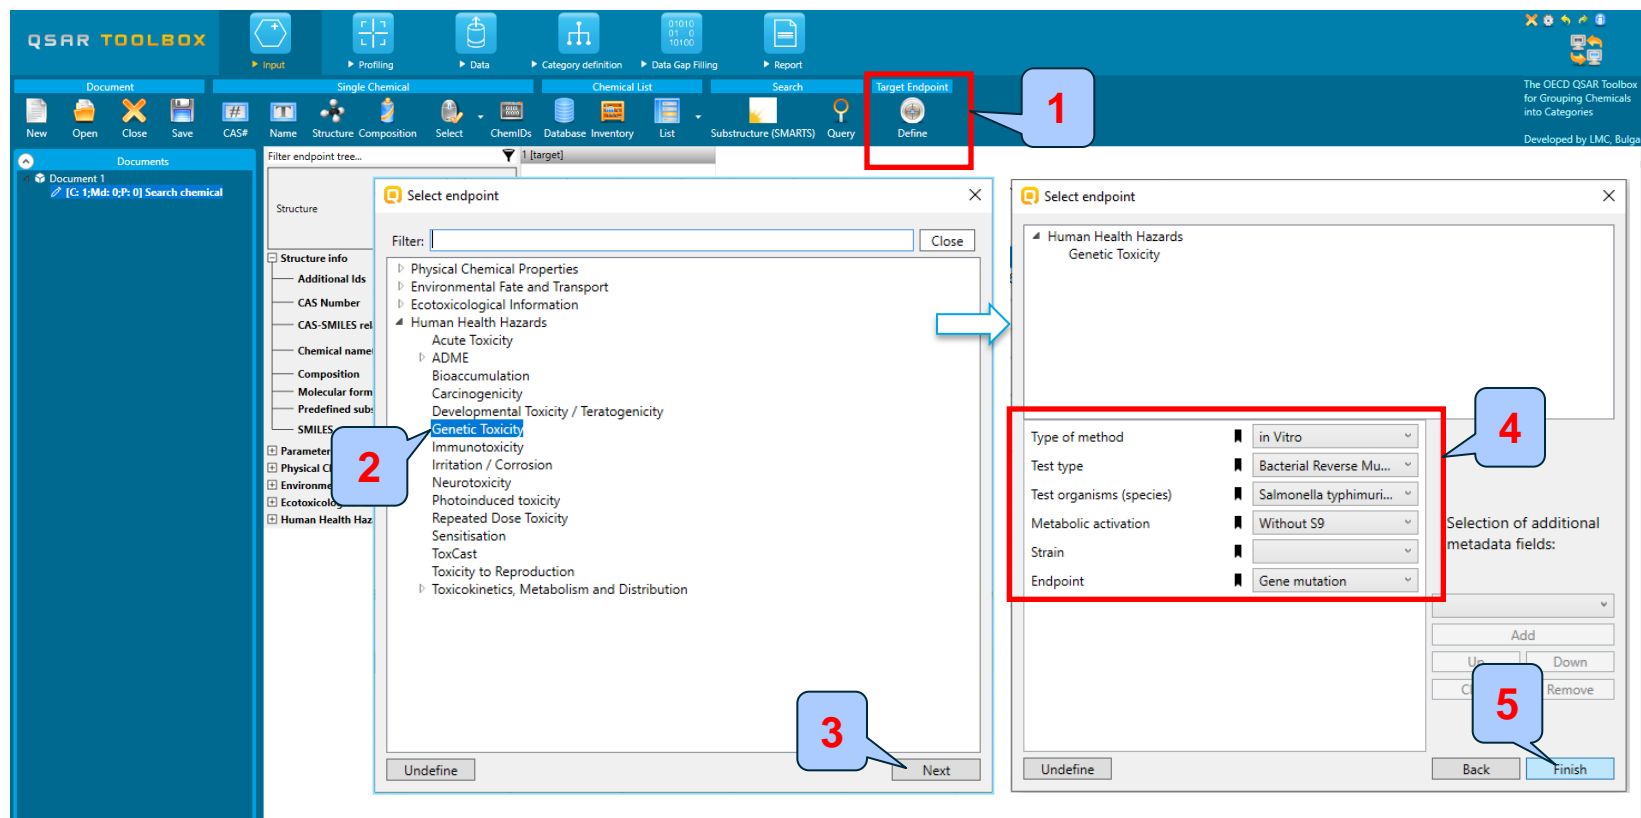 QSAR TOOLBOX
Input
Profiling
Data
Category definition
Data Gap Filling
Report
01010
01 0
10100
The OECD QSAR Toolbox
for Grouping Chemicals
into Categories
Developed by LMC, Bulga
Document
Single Chemical
Chemical List
Search
Target Endpoint
New
Open
Close
Save
CAS#
Name
Structure
Composition
Select
ChemIDs
Database
Inventory
List
Substructure (SMARTS)
Query
Define
1
Documents
Document 1
[C: 1;Md: 0;P: 0] Search chemical
Filter endpoint tree...
1 [target]
Structure
Structure info
Additional Ids
CAS Number
CAS-SMILES rel
Chemical name
Composition
Molecular form
Predefined sub
SMILES
Parameter
Physical C
Environme
Ecotoxicolog
Human Health Haz
Select endpoint
Filter:
Close
Physical Chemical Properties
Environmental Fate and Transport
Ecotoxicological Information
Human Health Hazards
Acute Toxicity
ADME
Bioaccumulation
Carcinogenicity
Developmental Toxicity / Teratogenicity
Genetic Toxicity
Immunotoxicity
Irritation / Corrosion
Neurotoxicity
Photoinduced toxicity
Repeated Dose Toxicity
Sensitisation
ToxCast
Toxicity to Reproduction
Toxicokinetics, Metabolism and Distribution
2
3
Undefine
Next
Select endpoint
Human Health Hazards
Genetic Toxicity
Type of method
in Vitro
Test type
Bacterial Reverse Mu...
Test organisms (species)
Salmonella typhimuri...
Metabolic activation
Without S9
Strain
Endpoint
Gene mutation
4
Selection of additional
metadata fields:
Add
Up
Down
Remove
5
Undefine
Back
Finish